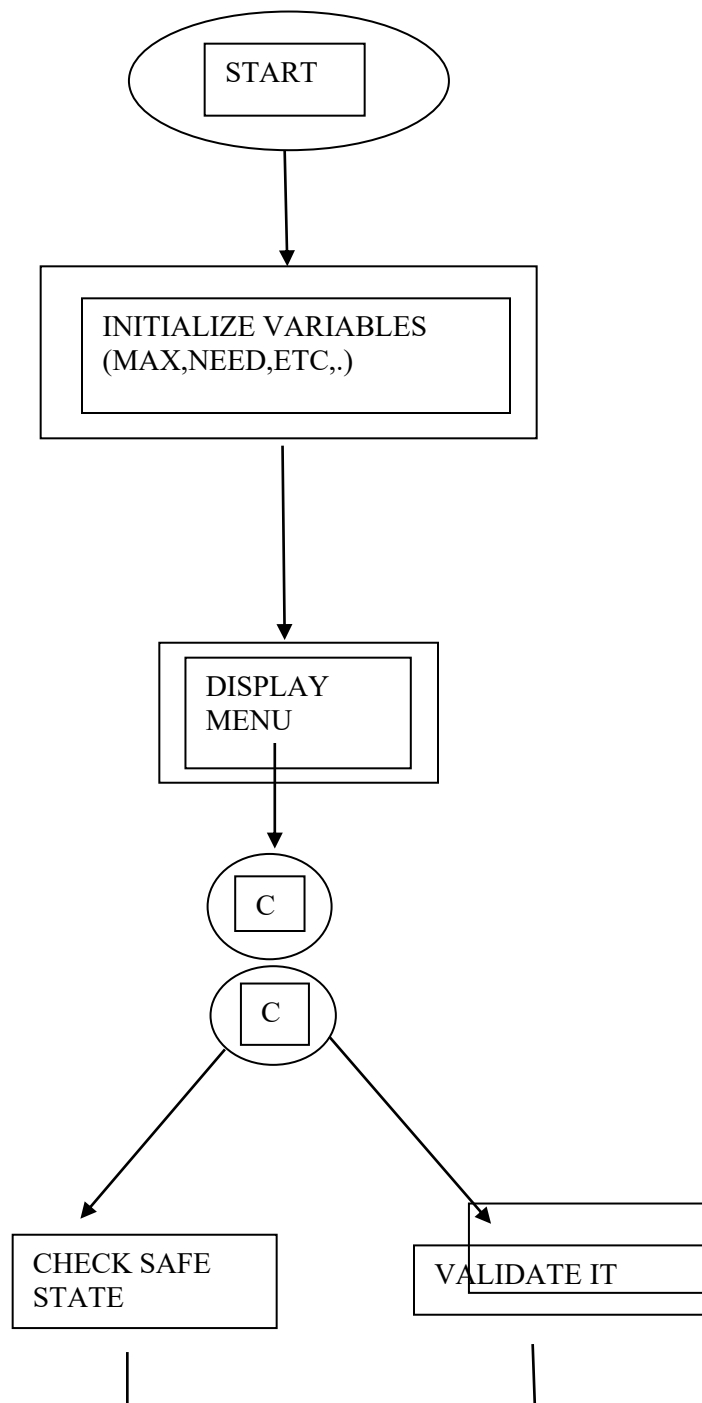 START
INITIALIZE VARIABLES
(MAX,NEED,ETC,.)
DISPLAY
MENU
C
C
CHECK SAFE
STATE
VALIDATE IT